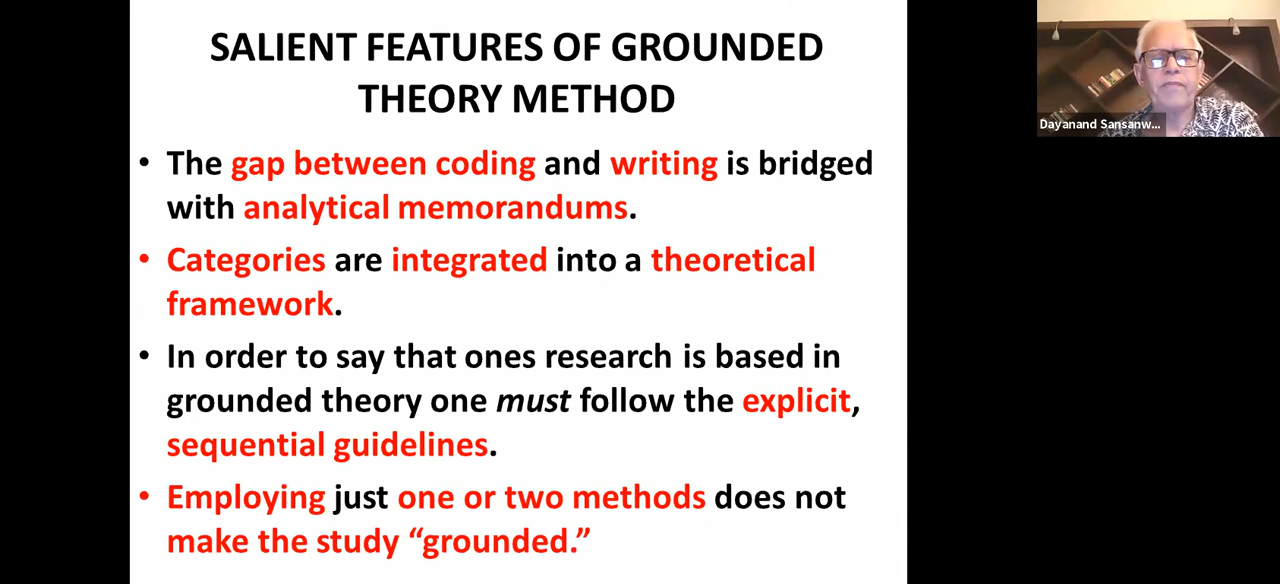 SALIENT FEATURES OF GROUNDED
THEORY METHOD
• The gap between coding and writing is bridged
with analytical memorandums.
• Categories are integrated into a theoretical
framework.
• In order to say that ones research is based in
grounded theory one must follow the explicit,
sequential guidelines.
• Employing just one or two methods does not
make the study “grounded.”
Dayanand Sansanw...